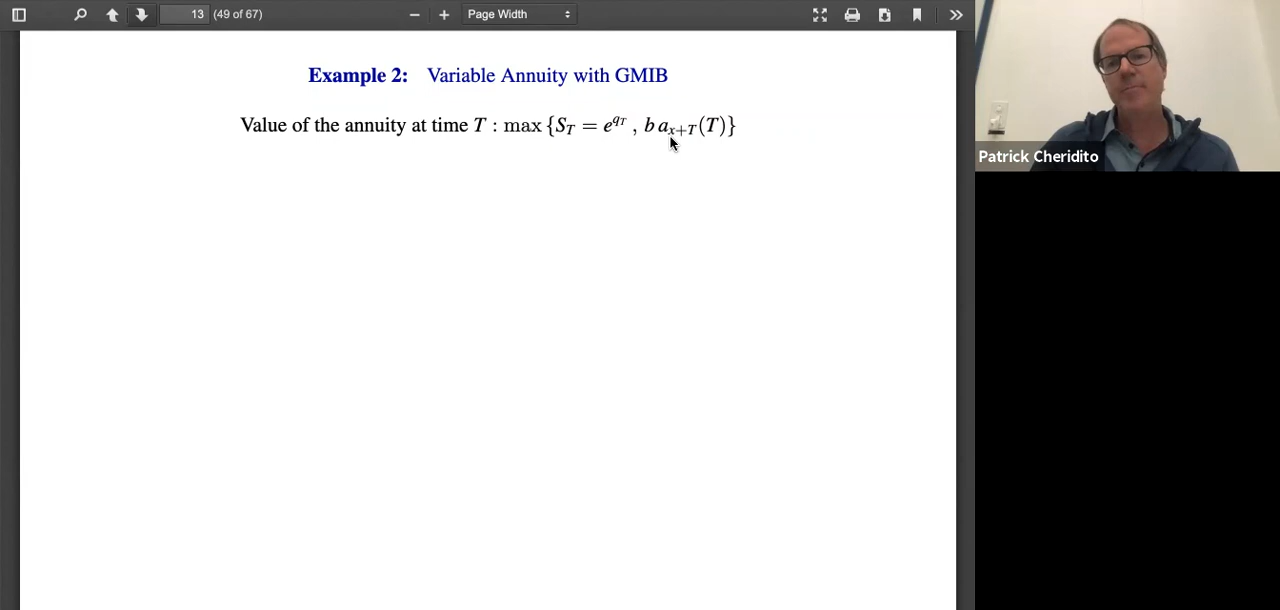 13 (49 of 67) Page Width
Example 2: Variable Annuity with GMIB
Value of the annuity at time T : max {S_T = e^{q_T} , b a_{x+T}(T)}
Patrick Cheridito